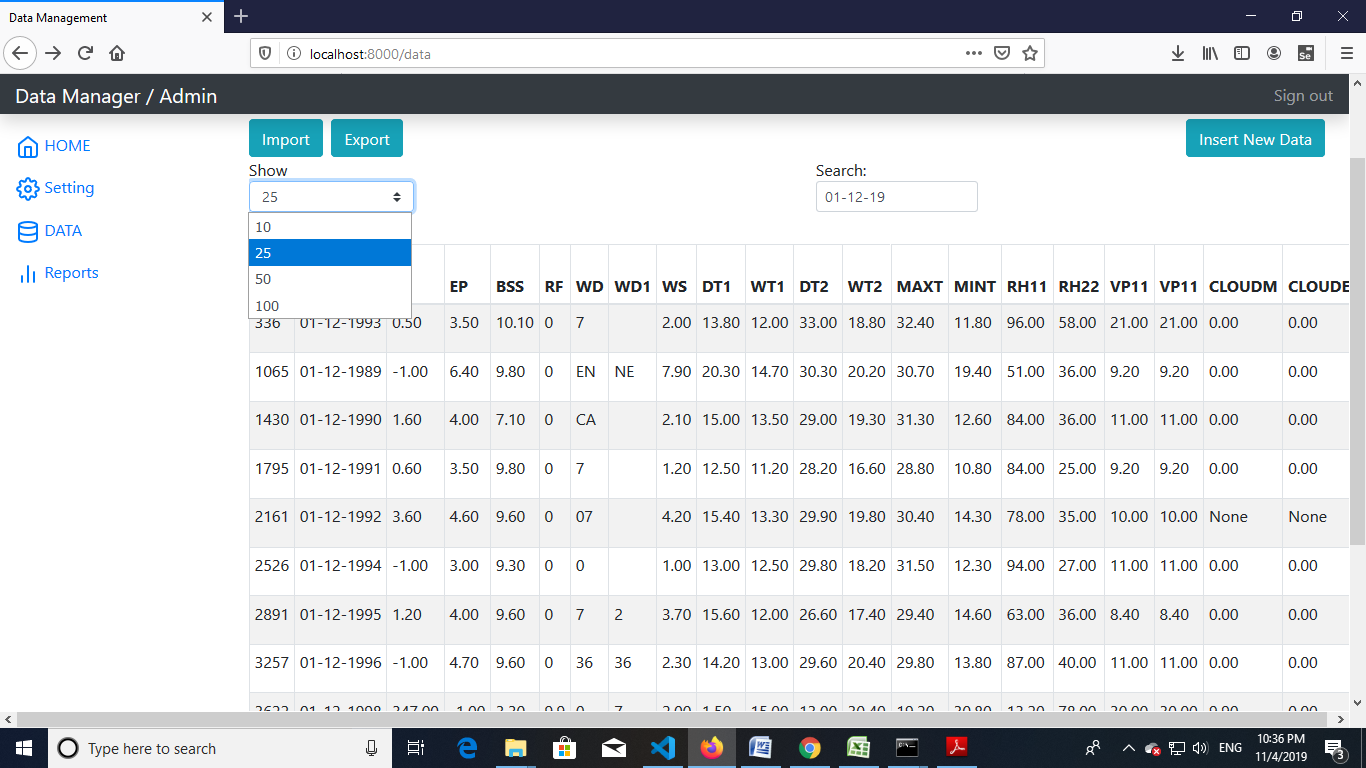 Data Management
localhost:8000/data
Se
Data Manager / Admin
Sign out
HOME
Setting
DATA
Reports
Import
Export
Insert New Data
Show
Search:
25
01-12-19
10
25
50
100
EP BSS RF WD WD1 WS DT1 WT1 DT2 WT2 MAXT MINT RH11 RH22 VP11 VP11 CLOUDM CLOUDE
336 01-12-1993 0.50 3.50 10.10 0 7 2.00 13.80 12.00 33.00 18.80 32.40 11.80 96.00 58.00 21.00 21.00 0.00 0.00
1065 01-12-1989 -1.00 6.40 9.80 0 EN NE 7.90 20.30 14.70 30.30 20.20 30.70 19.40 51.00 36.00 9.20 9.20 0.00 0.00
1430 01-12-1990 1.60 4.00 7.10 0 CA 2.10 15.00 13.50 29.00 19.30 31.30 12.60 84.00 36.00 11.00 11.00 0.00 0.00
1795 01-12-1991 0.60 3.50 9.80 0 7 1.20 12.50 11.20 28.20 16.60 28.80 10.80 84.00 25.00 9.20 9.20 0.00 0.00
2161 01-12-1992 3.60 4.60 9.60 0 07 4.20 15.40 13.30 29.90 19.80 30.40 14.30 78.00 35.00 10.00 10.00 None None
2526 01-12-1994 -1.00 3.00 9.30 0 0 1.00 13.00 12.50 29.80 18.20 31.50 12.30 94.00 27.00 11.00 11.00 0.00 0.00
2891 01-12-1995 1.20 4.00 9.60 0 7 2 3.70 15.60 12.00 26.60 17.40 29.40 14.60 63.00 36.00 8.40 8.40 0.00 0.00
3257 01-12-1996 -1.00 4.70 9.60 0 36 36 2.30 14.20 13.00 29.60 20.40 29.80 13.80 87.00 40.00 11.00 11.00 0.00 0.00
Type here to search
ENG
10:36 PM
11/4/2019
3